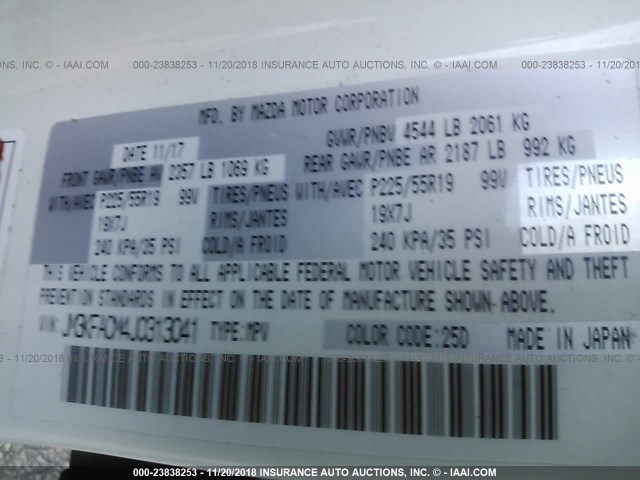 000-23838253 - 11/20/2018 INSURANCE AUTO AUCTIONS, INC. - © IAAI.COM
MFD. BY MAZDA MOTOR CORPORATION
DATE 11/17 GVWR/PNBV 4544 LB 2061 KG
FRONT GAWR/PNBE AV 2357 LB 1069 KG REAR GAWR/PNBE AR 2187 LB 992 KG
WITH/AVEC P225/55R19 99V TIRES/PNEUS WITH/AVEC P225/55R19 99V TIRES/PNEUS
19X7J RIMS/JANTES 19X7J RIMS/JANTES
240 KPA/35 PSI COLD/A FROID 240 KPA/35 PSI COLD/A FROID
THIS VEHICLE CONFORMS TO ALL APPLICABLE FEDERAL MOTOR VEHICLE SAFETY AND THEFT
PREVENTION STANDARDS IN EFFECT ON THE DATE OF MANUFACTURE SHOWN ABOVE.
VIN: TYPE:MPV COLOR CODE:25D MADE IN JAPAN
000-23838253 - 11/20/2018 INSURANCE AUTO AUCTIONS, INC. - © IAAI.COM